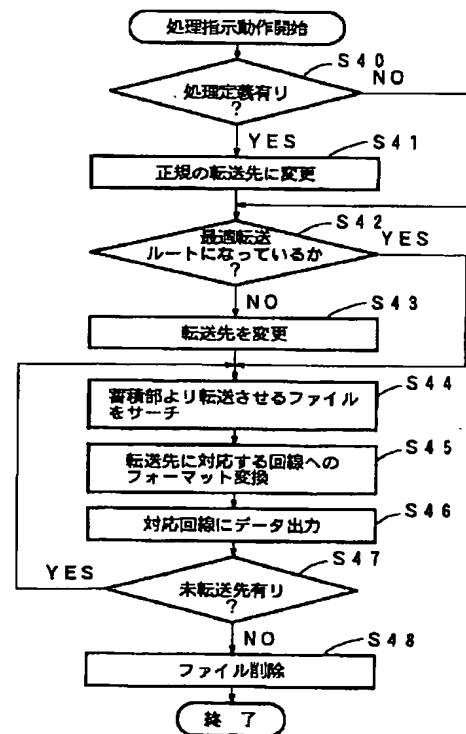 処理指示動作開始
S40
処理定義有り
?
NO
YES
S41
正規の転送先に変更
S42
最適転送
ルートになっているか
?
YES
NO
S43
転送先を変更
S44
蓄積部より転送させるファイル
をサーチ
S45
転送先に対応する回線への
フォーマット変換
S46
対応回線にデータ出力
S47
YES
未転送先有り
?
NO
S48
ファイル削除
終 了